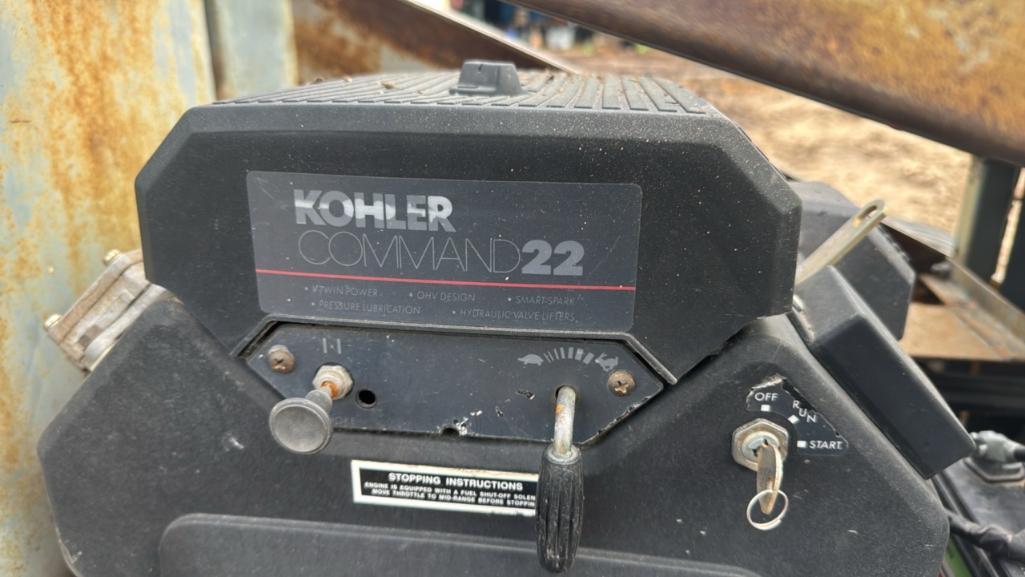 KOHLER
COMMAND22
• V-TWIN POWER • OHV DESIGN • SMART-SPARK™
• PRESSURE LUBRICATION • HYDRAULIC VALVE LIFTERS
OFF
RUN
START
STOPPING INSTRUCTIONS
ENGINE IS EQUIPPED WITH A FUEL SHUT-OFF SOLEN
MOVE THROTTLE TO MID-RANGE BEFORE STOPPIN